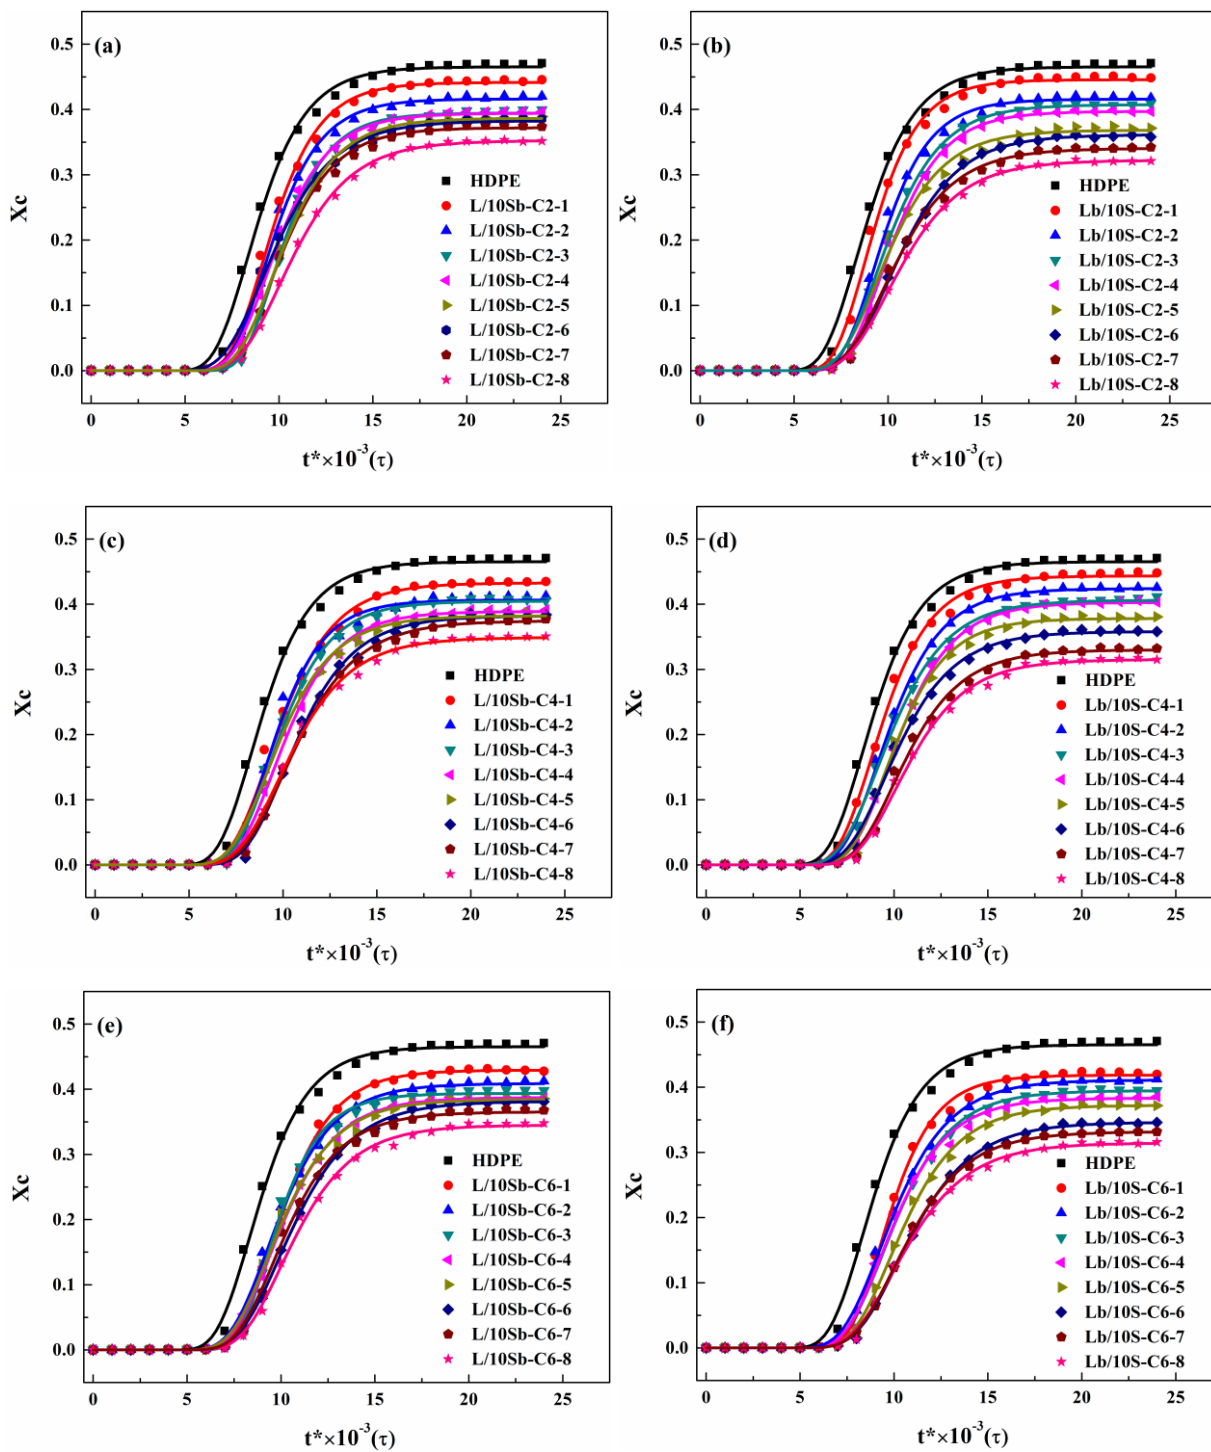 (a)
0.5
0.4
0.3
0.2
0.1
0.0
Xc
HDPE
L/10Sb-C2-1
L/10Sb-C2-2
L/10Sb-C2-3
L/10Sb-C2-4
L/10Sb-C2-5
L/10Sb-C2-6
L/10Sb-C2-7
L/10Sb-C2-8
0 5 10 15 20 25
t*×10⁻³(τ)
(b)
0.5
0.4
0.3
0.2
0.1
0.0
Xc
HDPE
Lb/10S-C2-1
Lb/10S-C2-2
Lb/10S-C2-3
Lb/10S-C2-4
Lb/10S-C2-5
Lb/10S-C2-6
Lb/10S-C2-7
Lb/10S-C2-8
0 5 10 15 20 25
t*×10⁻³(τ)
(c)
0.5
0.4
0.3
0.2
0.1
0.0
Xc
HDPE
L/10Sb-C4-1
L/10Sb-C4-2
L/10Sb-C4-3
L/10Sb-C4-4
L/10Sb-C4-5
L/10Sb-C4-6
L/10Sb-C4-7
L/10Sb-C4-8
0 5 10 15 20 25
t*×10⁻³(τ)
(d)
0.5
0.4
0.3
0.2
0.1
0.0
Xc
HDPE
Lb/10S-C4-1
Lb/10S-C4-2
Lb/10S-C4-3
Lb/10S-C4-4
Lb/10S-C4-5
Lb/10S-C4-6
Lb/10S-C4-7
Lb/10S-C4-8
0 5 10 15 20 25
t*×10⁻³(τ)
(e)
0.5
0.4
0.3
0.2
0.1
0.0
Xc
HDPE
L/10Sb-C6-1
L/10Sb-C6-2
L/10Sb-C6-3
L/10Sb-C6-4
L/10Sb-C6-5
L/10Sb-C6-6
L/10Sb-C6-7
L/10Sb-C6-8
0 5 10 15 20 25
t*×10⁻³(τ)
(f)
0.5
0.4
0.3
0.2
0.1
0.0
Xc
HDPE
Lb/10S-C6-1
Lb/10S-C6-2
Lb/10S-C6-3
Lb/10S-C6-4
Lb/10S-C6-5
Lb/10S-C6-6
Lb/10S-C6-7
Lb/10S-C6-8
0 5 10 15 20 25
t*×10⁻³(τ)